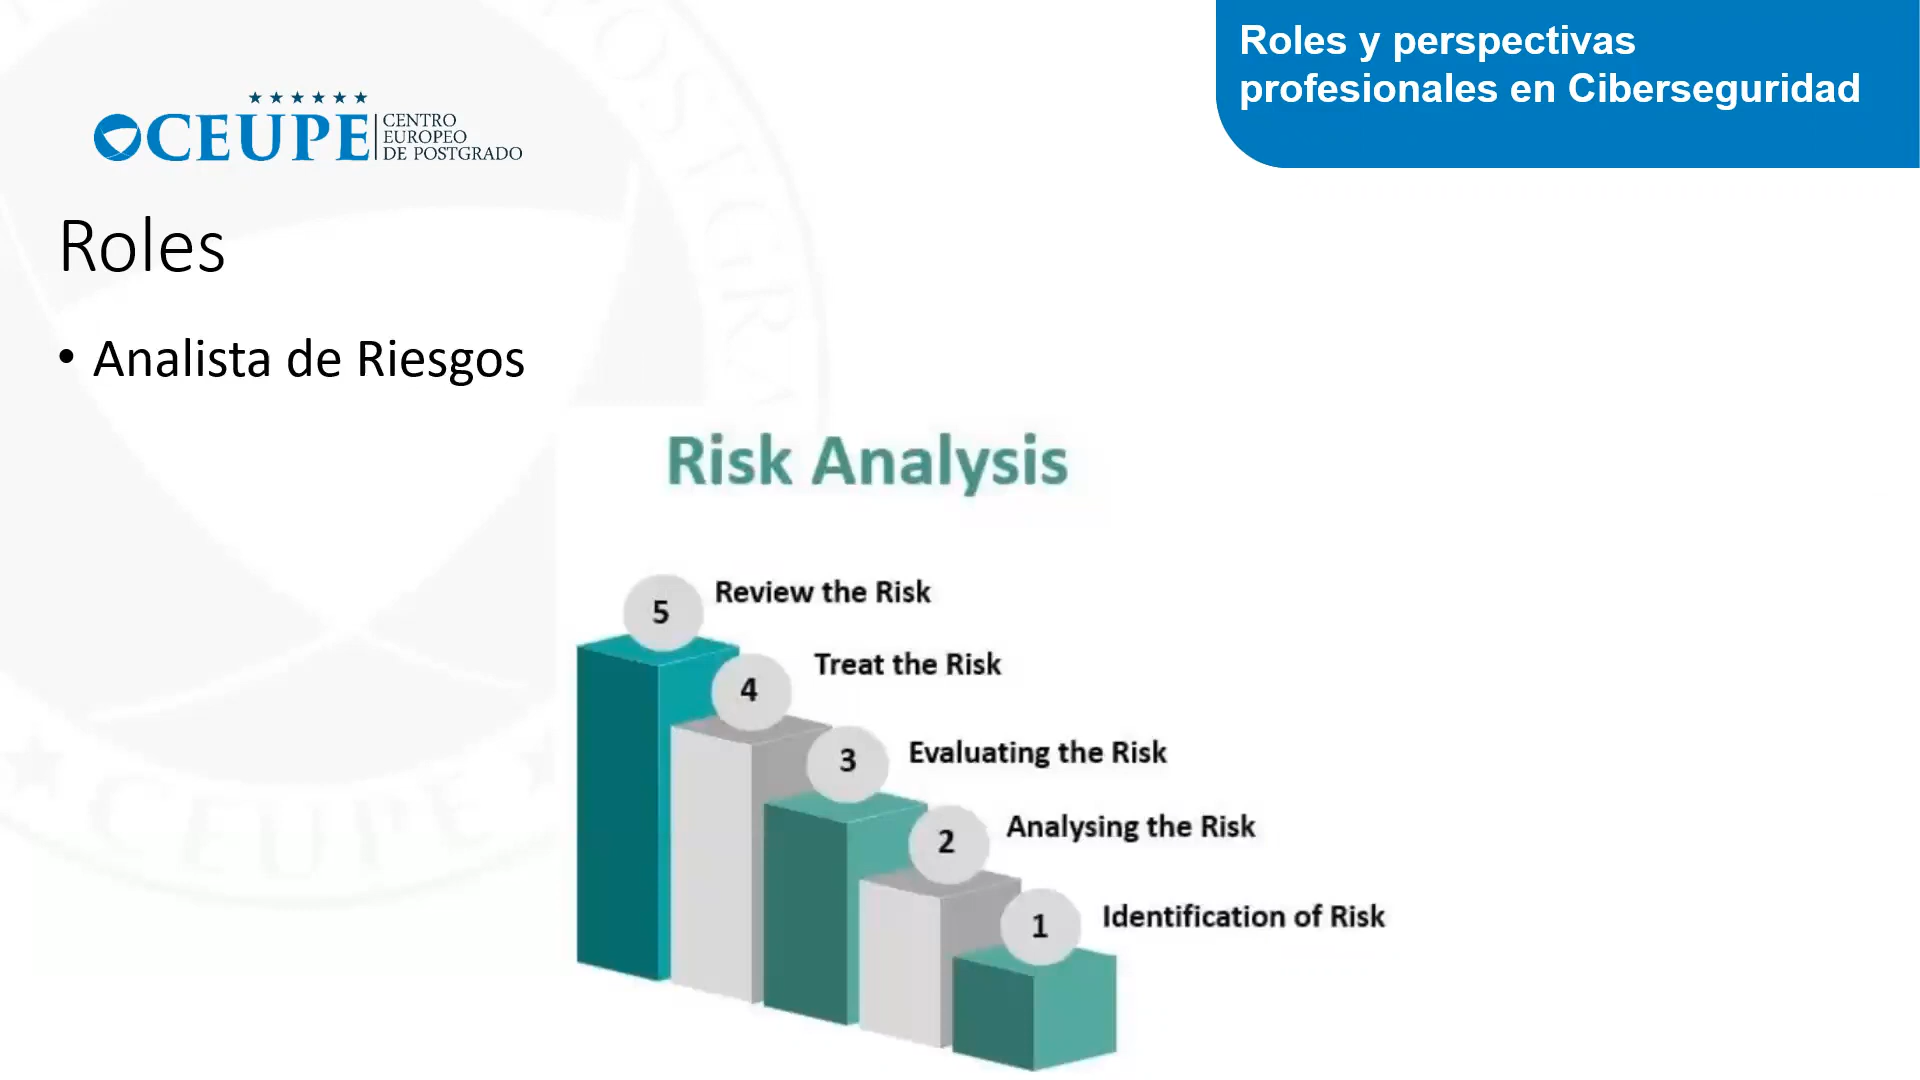 Roles y perspectivas
profesionales en Ciberseguridad
CEUPE
CENTRO
EUROPEO
DE POSTGRADO
Roles
• Analista de Riesgos
Risk Analysis
5 Review the Risk
4 Treat the Risk
3 Evaluating the Risk
2 Analysing the Risk
1 Identification of Risk
CEUPE